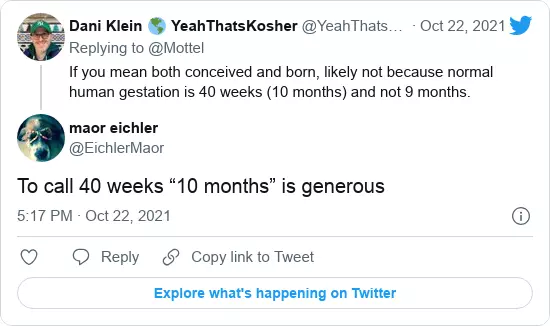 Dani Klein 🌎 YeahThatsKosher @YeahThats… · Oct 22, 2021
Replying to @Mottel
If you mean both conceived and born, likely not because normal
human gestation is 40 weeks (10 months) and not 9 months.
maor eichler
@EichlerMaor
To call 40 weeks “10 months” is generous
5:17 PM · Oct 22, 2021
Reply
Copy link to Tweet
Explore what's happening on Twitter